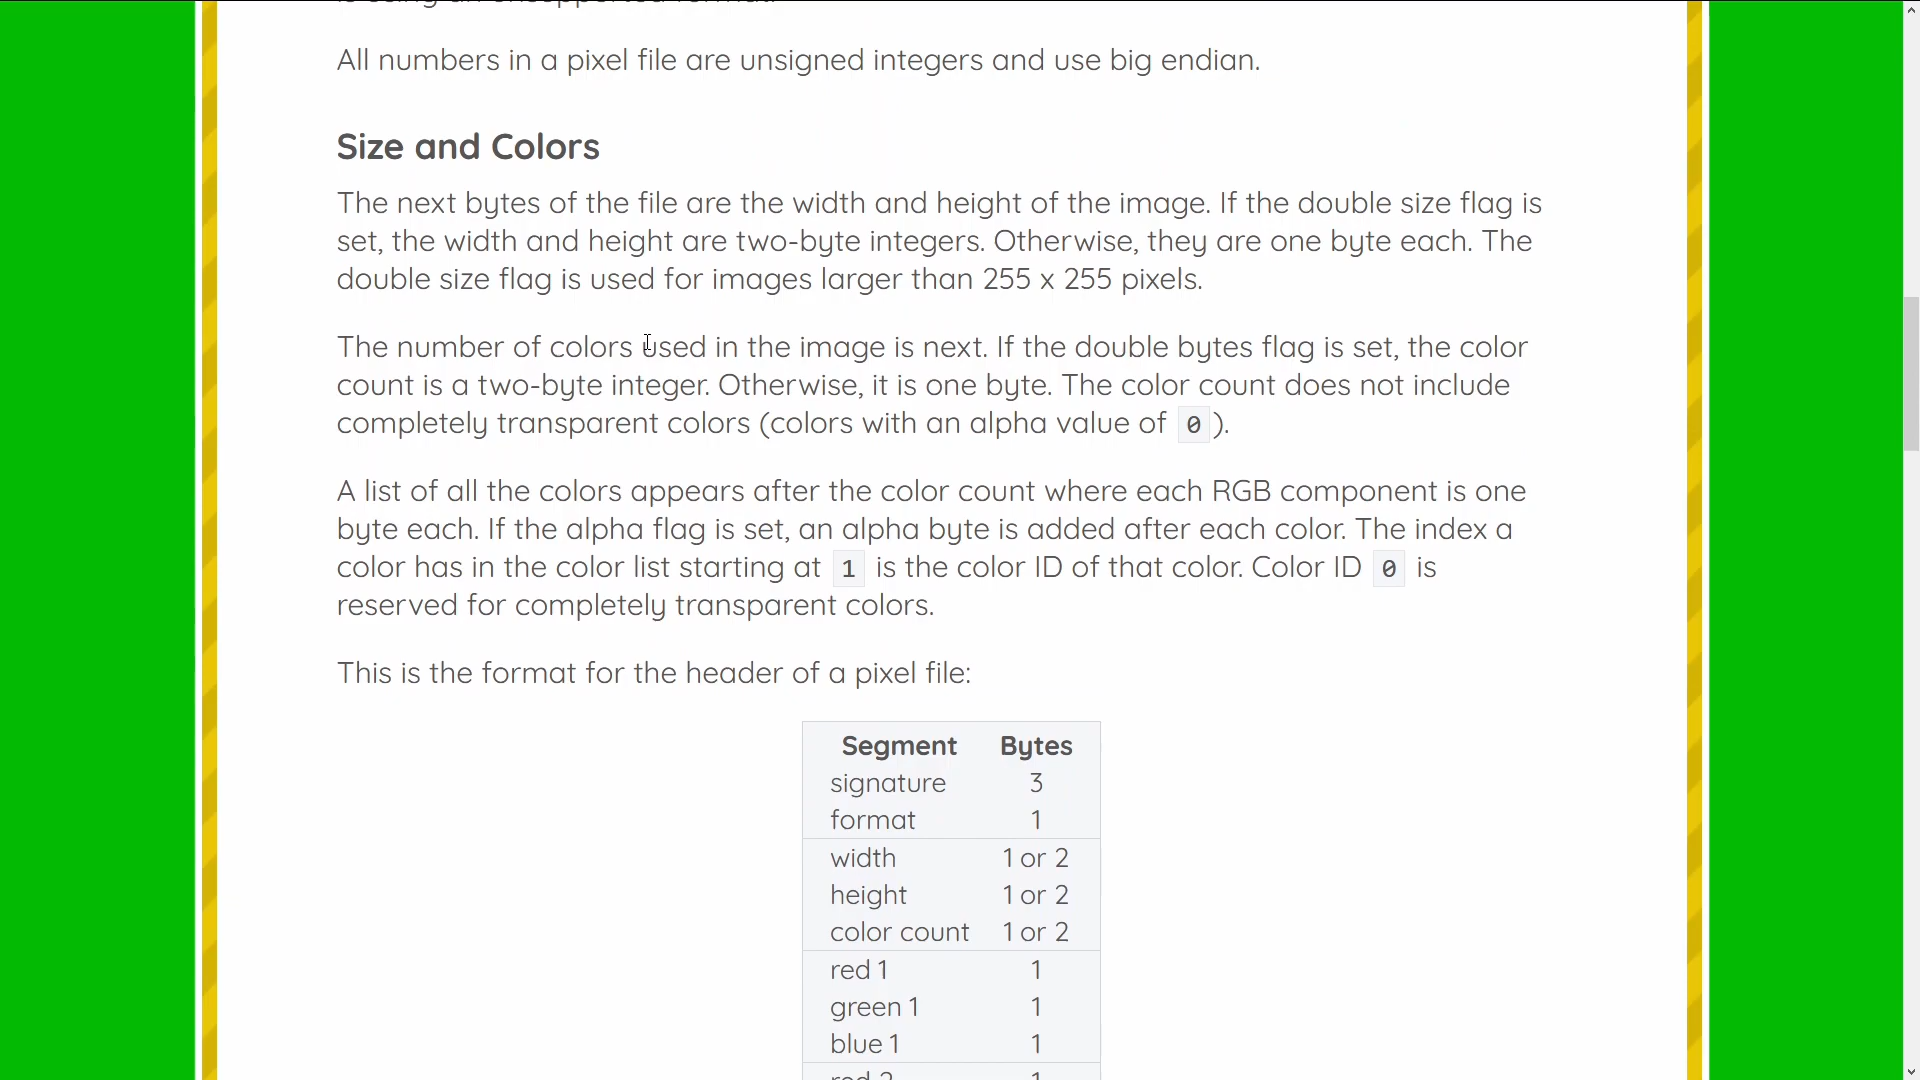 is using an unsupported format.
All numbers in a pixel file are unsigned integers and use big endian.
Size and Colors
The next bytes of the file are the width and height of the image. If the double size flag is
set, the width and height are two-byte integers. Otherwise, they are one byte each. The
double size flag is used for images larger than 255 x 255 pixels.
The number of colors used in the image is next. If the double bytes flag is set, the color
count is a two-byte integer. Otherwise, it is one byte. The color count does not include
completely transparent colors (colors with an alpha value of 0).
A list of all the colors appears after the color count where each RGB component is one
byte each. If the alpha flag is set, an alpha byte is added after each color. The index a
color has in the color list starting at 1 is the color ID of that color. Color ID 0 is
reserved for completely transparent colors.
This is the format for the header of a pixel file:
Segment Bytes
signature 3
format 1
width 1 or 2
height 1 or 2
color count 1 or 2
red 1 1
green 1 1
blue 1 1
red 2 1